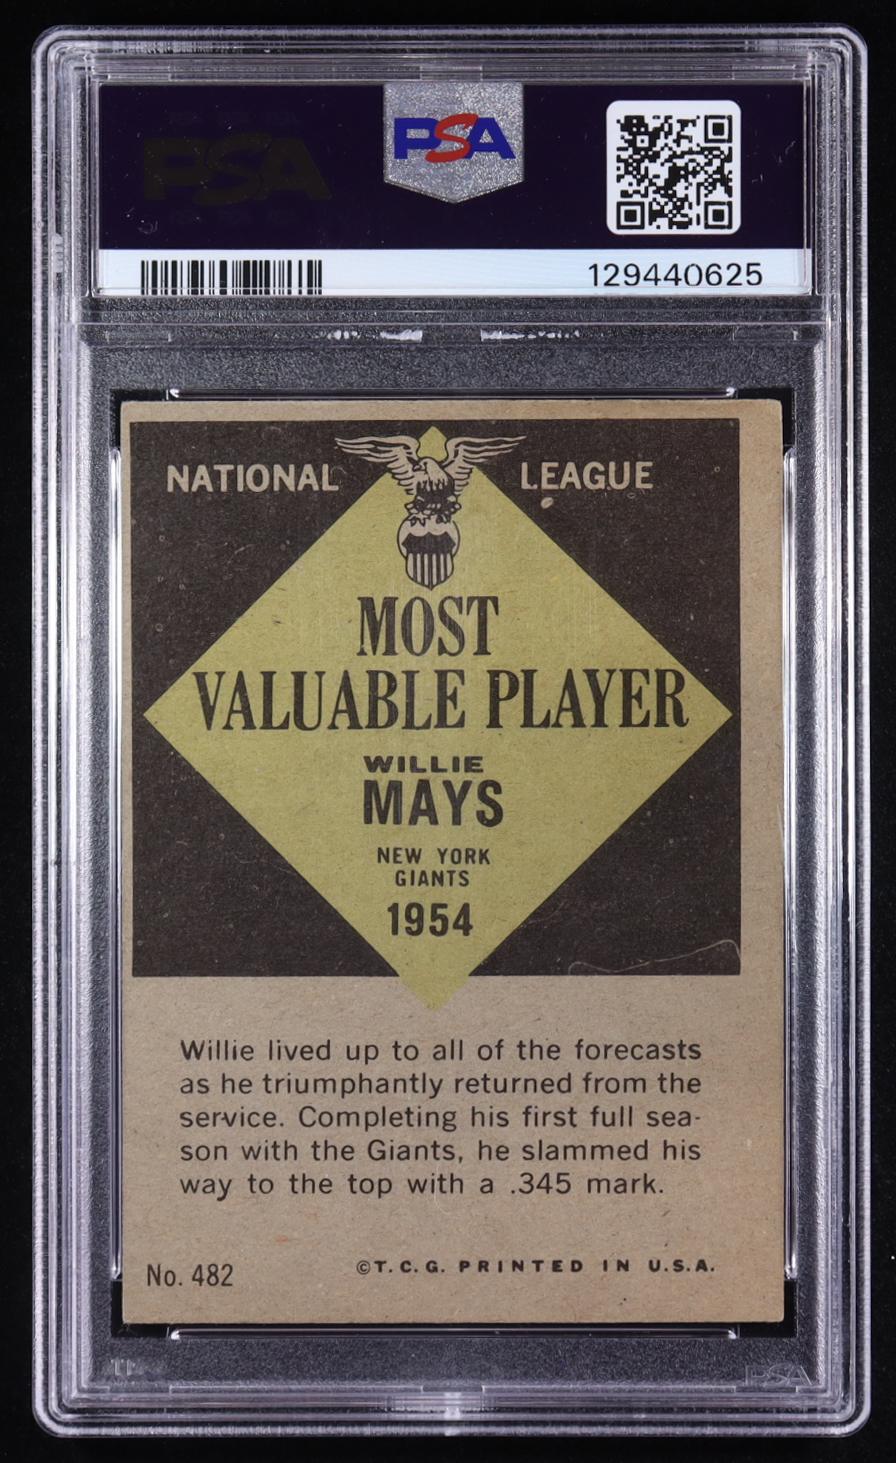 PSA
PSA
129440625
NATIONAL LEAGUE
MOST
VALUABLE PLAYER
WILLIE
MAYS
NEW YORK
GIANTS
1954
Willie lived up to all of the forecasts
as he triumphantly returned from the
service. Completing his first full sea-
son with the Giants, he slammed his
way to the top with a .345 mark.
No. 482
©T.C.G. PRINTED IN U.S.A.
PSA